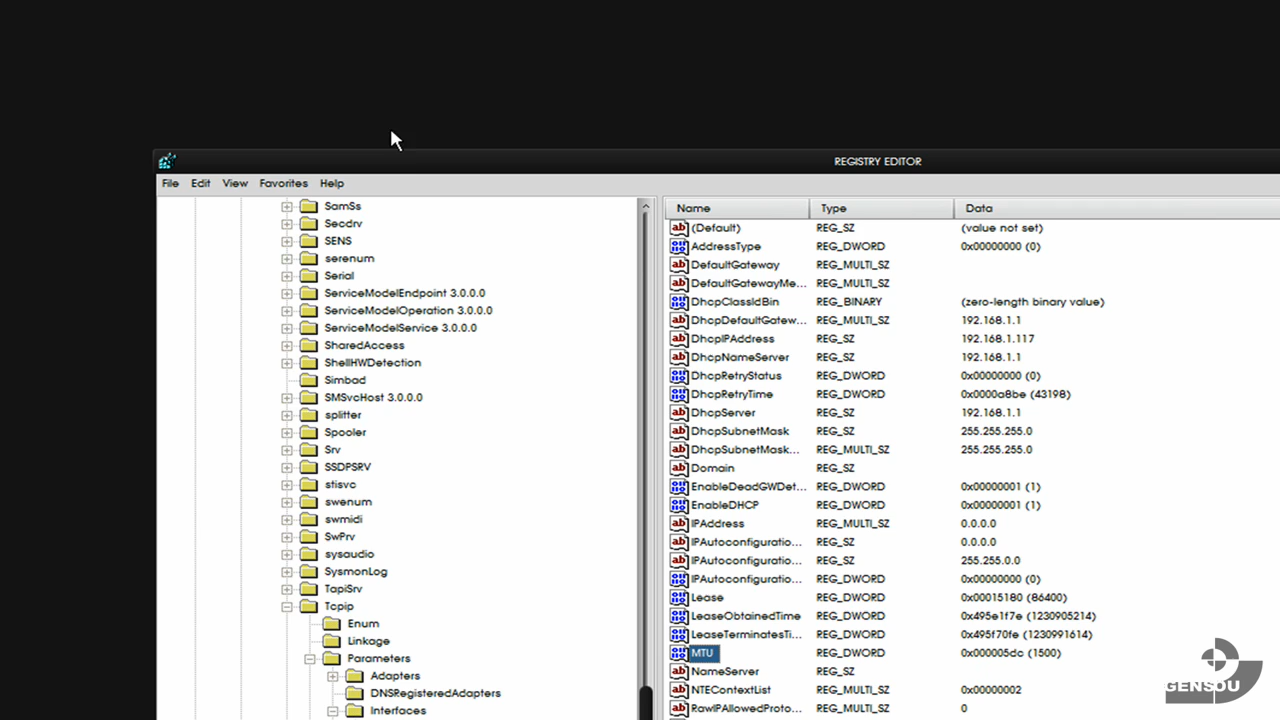 REGISTRY EDITOR
File Edit View Favorites Help
SamSs
Secdrv
SENS
serenum
Serial
ServiceModelEndpoint 3.0.0.0
ServiceModelOperation 3.0.0.0
ServiceModelService 3.0.0.0
SharedAccess
ShellHWDetection
Simbad
SMSvcHost 3.0.0.0
splitter
Spooler
Srv
SSDPSRV
stisvc
swenum
swmidi
SwPrv
sysaudio
SysmonLog
TapiSrv
Tcpip
Enum
Linkage
Parameters
Adapters
DNSRegisteredAdapters
Interfaces
Name Type Data
(Default) REG_SZ (value not set)
AddressType REG_DWORD 0x00000000 (0)
DefaultGateway REG_MULTI_SZ
DefaultGatewayMe... REG_MULTI_SZ
DhcpClassIdBin REG_BINARY (zero-length binary value)
DhcpDefaultGatew... REG_MULTI_SZ 192.168.1.1
DhcpIPAddress REG_SZ 192.168.1.117
DhcpNameServer REG_SZ 192.168.1.1
DhcpRetryStatus REG_DWORD 0x00000000 (0)
DhcpRetryTime REG_DWORD 0x0000a8be (43198)
DhcpServer REG_SZ 192.168.1.1
DhcpSubnetMask REG_SZ 255.255.255.0
DhcpSubnetMask... REG_MULTI_SZ 255.255.255.0
Domain REG_SZ
EnableDeadGWDet... REG_DWORD 0x00000001 (1)
EnableDHCP REG_DWORD 0x00000001 (1)
IPAddress REG_MULTI_SZ 0.0.0.0
IPAutoconfiguratio... REG_SZ 0.0.0.0
IPAutoconfiguratio... REG_SZ 255.255.0.0
IPAutoconfiguratio... REG_DWORD 0x00000000 (0)
Lease REG_DWORD 0x00015180 (86400)
LeaseObtainedTime REG_DWORD 0x495e1f7e (1230905214)
LeaseTerminatesTi... REG_DWORD 0x495f70fe (1230991614)
MTU REG_DWORD 0x000005dc (1500)
NameServer REG_SZ
NTEContextList REG_MULTI_SZ 0x00000002
RawIPAllowedProto... REG_MULTI_SZ 0
GENSOU